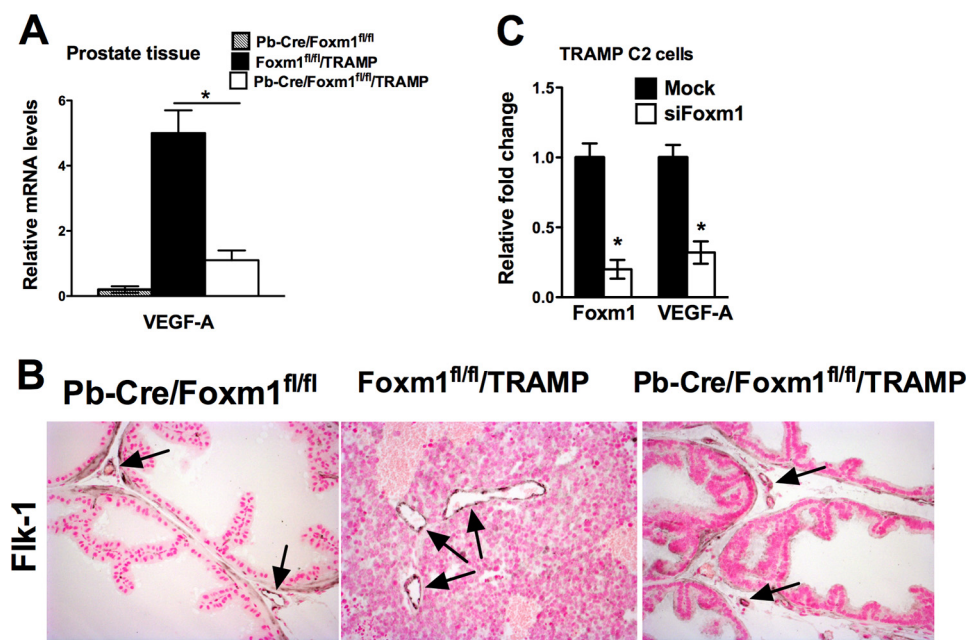 A
Prostate tissue
Pb-Cre/Foxm1fl/fl
Foxm1fl/fl/TRAMP
Pb-Cre/Foxm1fl/fl/TRAMP
*
Relative mRNA levels
6
4
2
0
VEGF-A
C
TRAMP C2 cells
Mock
siFoxm1
Relative fold change
1.5
1.0
0.5
0.0
*
*
Foxm1
VEGF-A
B
Pb-Cre/Foxm1fl/fl
Foxm1fl/fl/TRAMP
Pb-Cre/Foxm1fl/fl/TRAMP
Flk-1